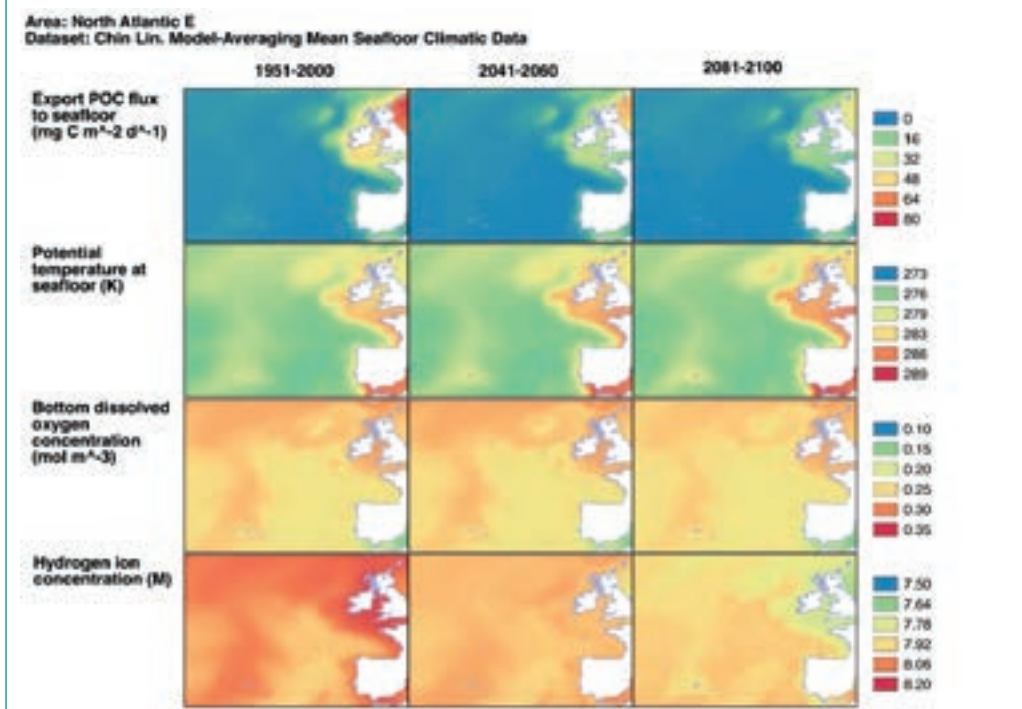 Area: North Atlantic E
Dataset: Chin Lin. Model-Averaging Mean Seafloor Climatic Data
1951-2000
2041-2060
2081-2100
Export POC flux
to seafloor
(mg C m^-2 d^-1)
0
16
32
48
64
80
Potential
temperature at
seafloor (K)
273
276
279
283
286
289
Bottom dissolved
oxygen
concentration
(mol m^-3)
0.10
0.15
0.20
0.25
0.30
0.35
Hydrogen ion
concentration (M)
7.50
7.64
7.78
7.92
8.06
8.20